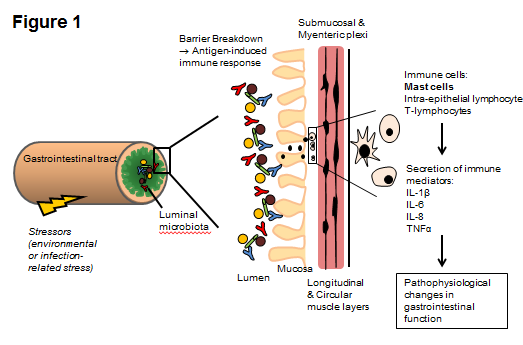 Figure 1
Barrier Breakdown
→ Antigen-induced
immune response
Submucosal &
Myenteric plexi
Immune cells:
Mast cells
Intra-epithelial lymphocyte
T-lymphocytes
Gastrointestinal tract
Luminal
microbiota
Stressors
(environmental
or infection-
related stress)
Lumen
Mucosa
Longitudinal
& Circular
muscle layers
Secretion of immune
mediators:
IL-1β
IL-6
IL-8
TNFα
Pathophysiological
changes in
gastrointestinal
function